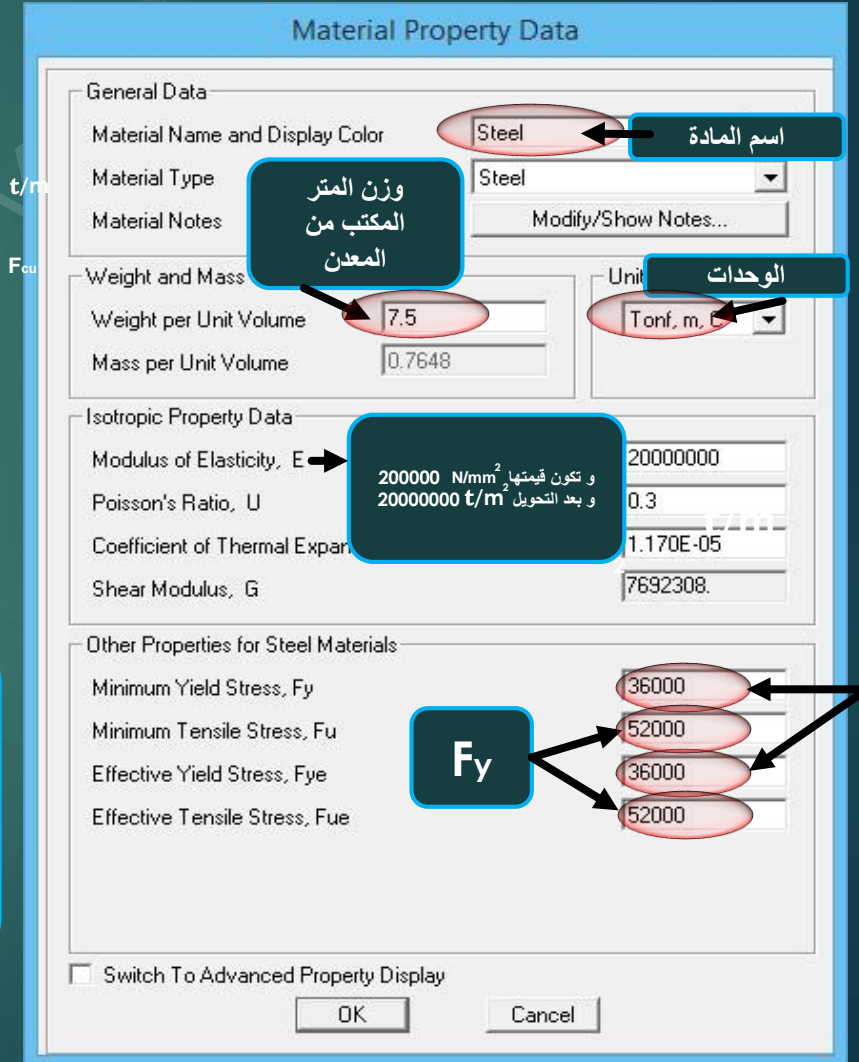 Material Property Data
General Data
Material Name and Display Color
Steel
اسم المادة
t/m
Material Type
Steel
وزن المتر
المكتب من
المعدن
Material Notes
Modify/Show Notes...
Fcu
Weight and Mass
Unit
الوحدات
Weight per Unit Volume
7.5
Tonf, m, C
Mass per Unit Volume
0.7648
Isotropic Property Data
Modulus of Elasticity, E
20000000
و تكون قيمتها 200000 N/mm²
و بعد التحويل 20000000 t/m²
Poisson's Ratio, U
0.3
t/m
Coefficient of Thermal Expan
1.170E-05
Shear Modulus, G
7692308.
Other Properties for Steel Materials
Minimum Yield Stress, Fy
36000
Minimum Tensile Stress, Fu
52000
Fy
Effective Yield Stress, Fye
36000
Effective Tensile Stress, Fue
52000
Switch To Advanced Property Display
OK
Cancel